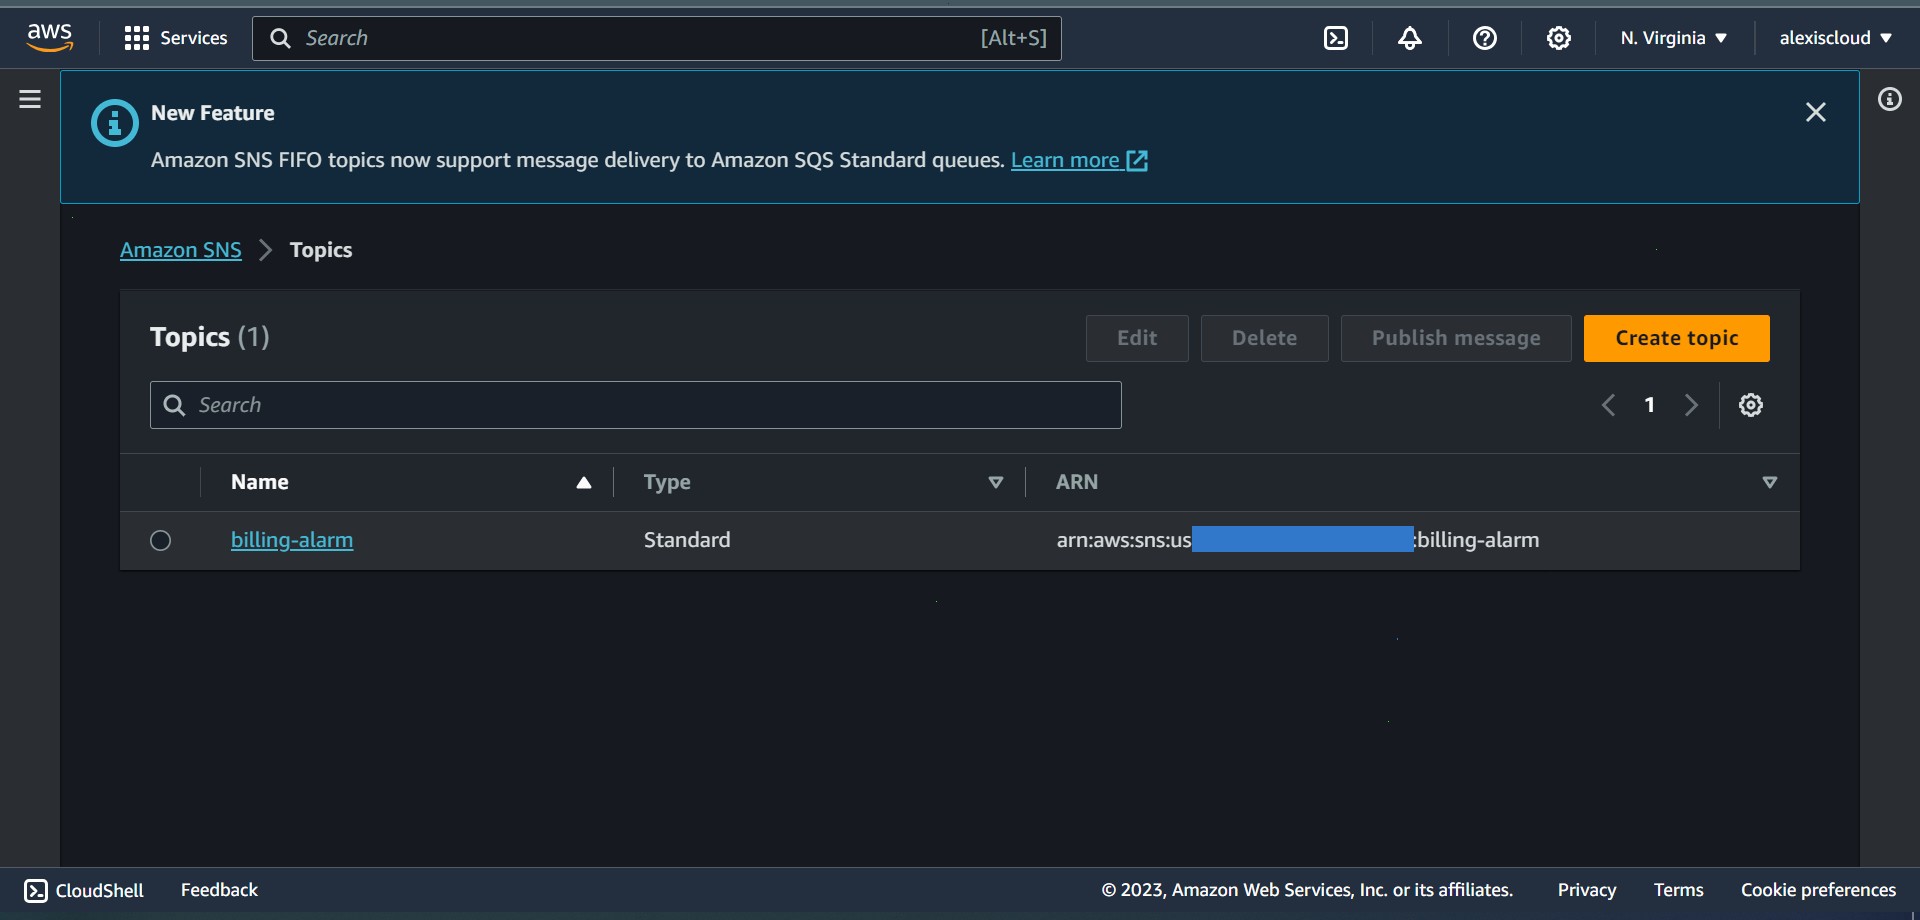 aws Services Search [Alt+S] N. Virginia alexiscloud
New Feature
Amazon SNS FIFO topics now support message delivery to Amazon SQS Standard queues. Learn more
Amazon SNS > Topics
Topics (1) Edit Delete Publish message Create topic
Search 1
Name Type ARN
billing-alarm Standard arn:aws:sns:us :billing-alarm
CloudShell Feedback © 2023, Amazon Web Services, Inc. or its affiliates. Privacy Terms Cookie preferences